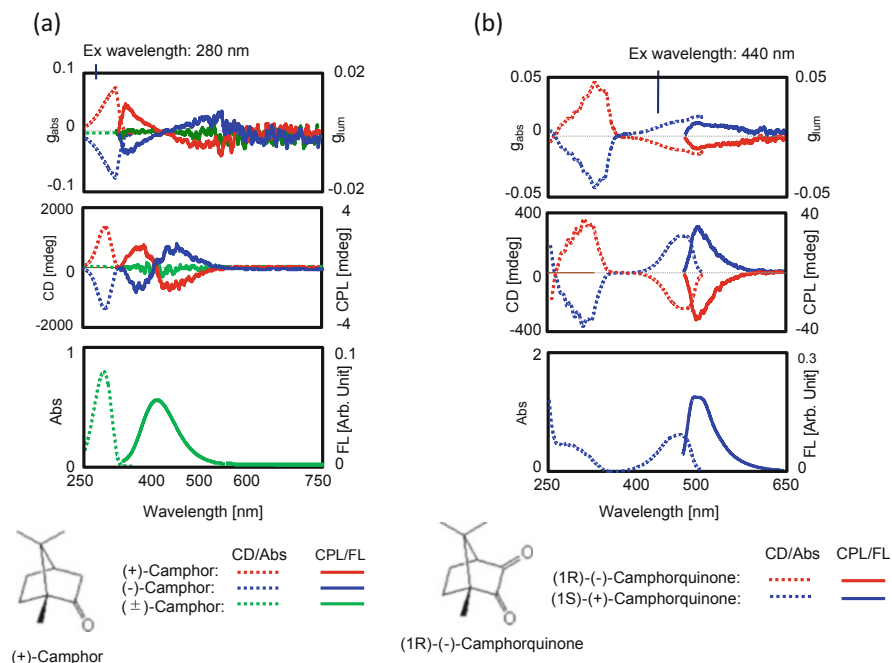 (a)
Ex wavelength: 280 nm
0.1
0
-0.1
g_abs
0.02
-0.02
g_lum
2000
0
-2000
CD [mdeg]
4
-4
CPL [mdeg]
1
0
Abs
0.1
0
FL [Arb. Unit]
250 400 500 600 750
Wavelength [nm]
(+)-Camphor
O
CD/Abs CPL/FL
(+)-Camphor:
(-)-Camphor:
(±)-Camphor:
(b)
Ex wavelength: 440 nm
0.05
0
-0.05
g_abs
0.05
0
-0.05
g_lum
400
0
-400
CD [mdeg]
40
0
-40
CPL [mdeg]
2
0
Abs
0.3
0
FL [Arb. Unit]
250 400 500 650
Wavelength [nm]
O
O
(1R)-(-)-Camphorquinone
CD/Abs CPL/FL
(1R)-(-)-Camphorquinone:
(1S)-(+)-Camphorquinone: